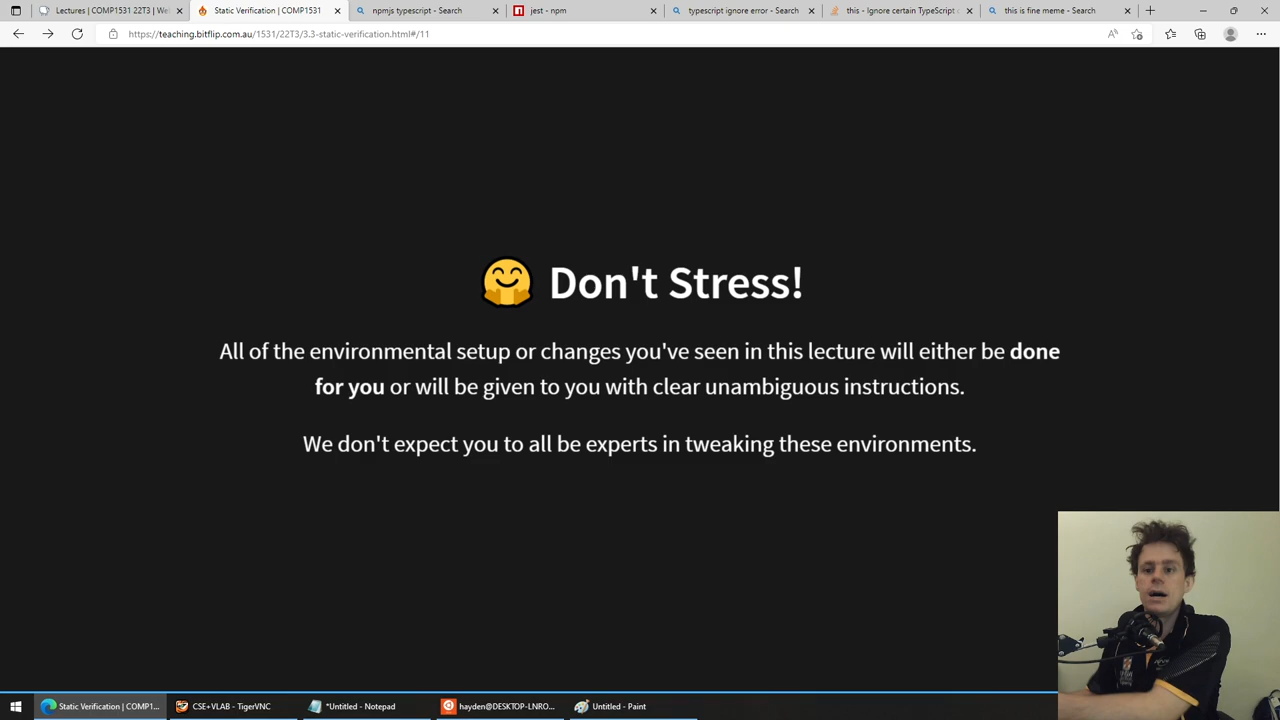 Lectures | COMP1531 22T3 | We
Static Verification | COMP1531
npmjs typescript - Search
jest - npm
typescript ignore error - Search
this - Ignore certain TypeScript c
this is fine meme - Search
https://teaching.bitflip.com.au/1531/22T3/3.3-static-verification.html#/11
🤗 Don't Stress!
All of the environmental setup or changes you've seen in this lecture will either be done
for you or will be given to you with clear unambiguous instructions.
We don't expect you to all be experts in tweaking these environments.
Static Verification | COMP1...
CSE+VLAB - TigerVNC
*Untitled - Notepad
hayden@DESKTOP-LNRO...
Untitled - Paint